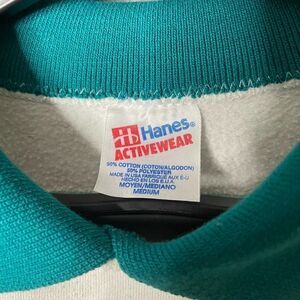 Hanes®
ACTIVEWEAR
50% COTTON (COTON/ALGODON)
50% POLYESTER
MADE IN USA FABRIQUE AUX É-U
HECHO EN LOS E.U.A.
MOYEN/MEDIANO
MEDIUM